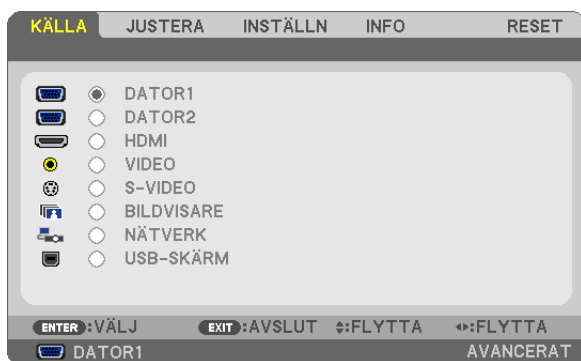 KÄLLA JUSTERA INSTÄLLN INFO RESET
DATOR1
DATOR2
HDMI
VIDEO
S-VIDEO
BILDVISARE
NÄTVERK
USB-SKÄRM
ENTER :VÄLJ EXIT :AVSLUT :FLYTTA :FLYTTA
DATOR1 AVANCERAT